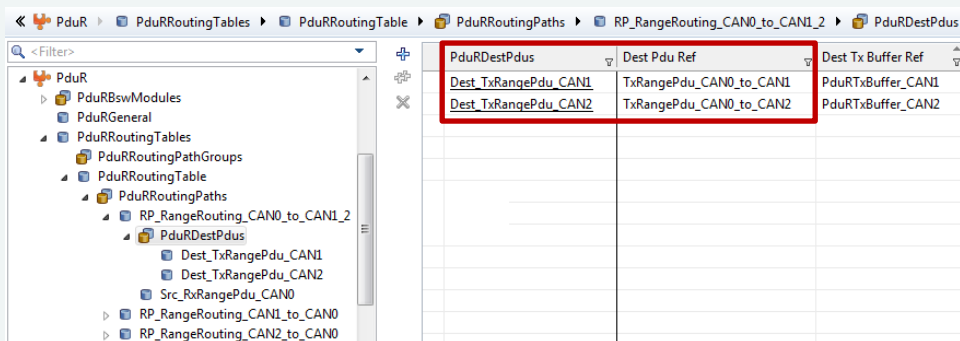 « PduR ▸ PduRRoutingTables ▸ PduRRoutingTable ▸ PduRRoutingPaths ▸ RP_RangeRouting_CAN0_to_CAN1_2 ▸ PduRDestPdus
<Filter>
PduR
PduRBswModules
PduRGeneral
PduRRoutingTables
PduRRoutingPathGroups
PduRRoutingTable
PduRRoutingPaths
RP_RangeRouting_CAN0_to_CAN1_2
PduRDestPdus
Dest_TxRangePdu_CAN1
Dest_TxRangePdu_CAN2
Src_RxRangePdu_CAN0
RP_RangeRouting_CAN1_to_CAN0
RP_RangeRouting_CAN2_to_CAN0
PduRDestPdus Dest Pdu Ref Dest Tx Buffer Ref
Dest_TxRangePdu_CAN1 TxRangePdu_CAN0_to_CAN1 PduRTxBuffer_CAN1
Dest_TxRangePdu_CAN2 TxRangePdu_CAN0_to_CAN2 PduRTxBuffer_CAN2